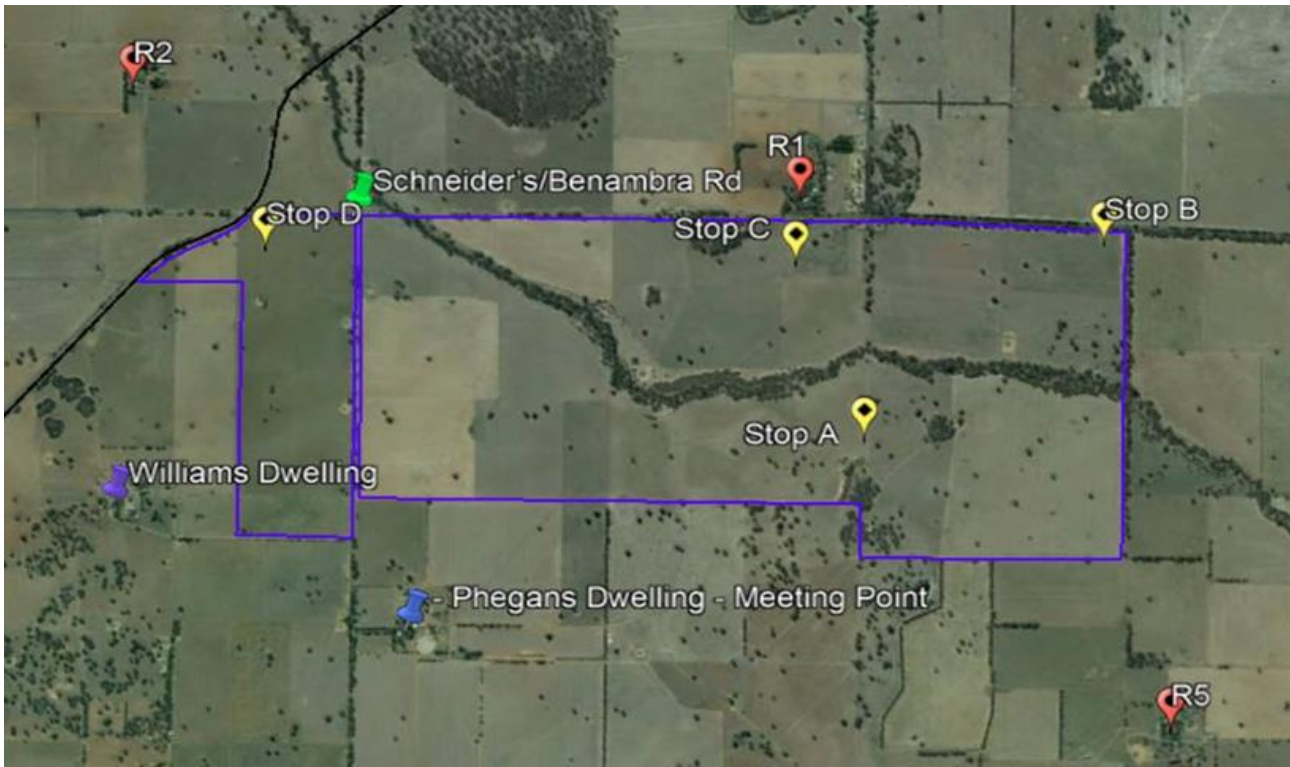 R2
R1
Schneider's/Benambra Rd
Stop D
Stop B
Stop C
Stop A
Williams Dwelling
- Phegans Dwelling - Meeting Point
R5